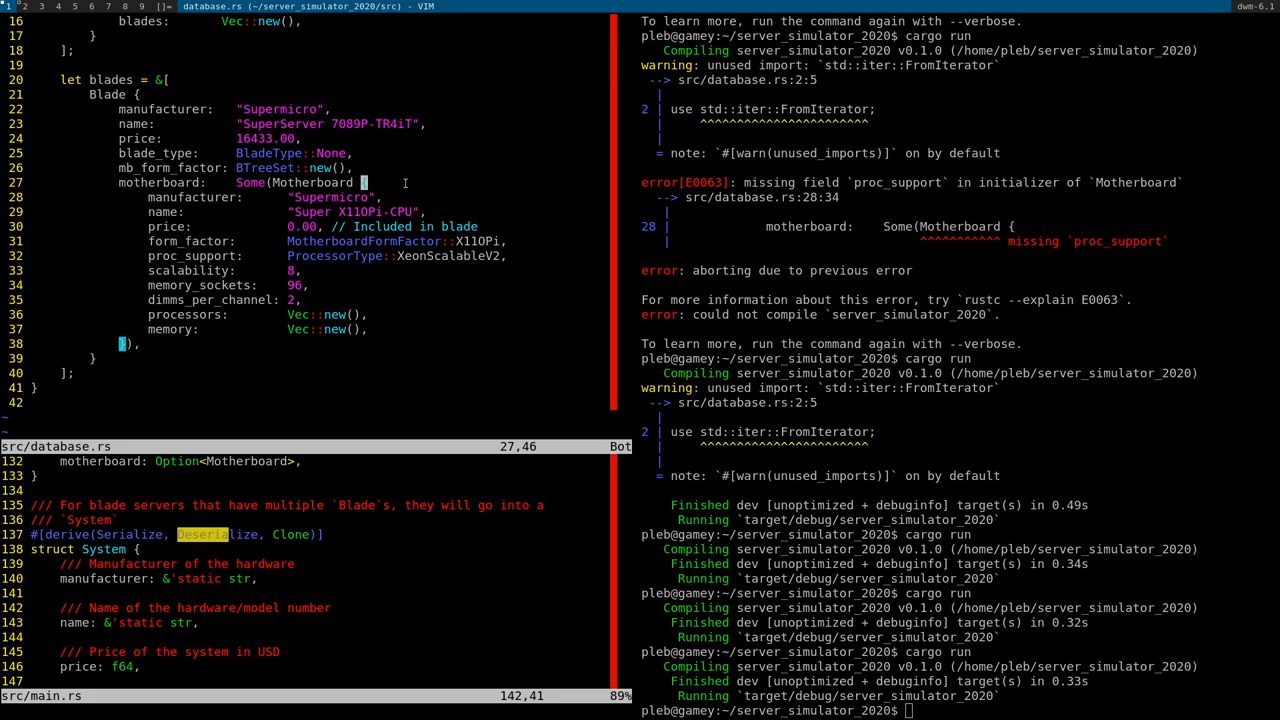 1 2 3 4 5 6 7 8 9 []= database.rs (~/server_simulator_2020/src) - VIM dwm-6.1
16             blades:      Vec::new(),
17         }
18     ];
19
20     let blades = &[
21         Blade {
22             manufacturer:   "Supermicro",
23             name:           "SuperServer 7089P-TR4iT",
24             price:          16433.00,
25             blade_type:     BladeType::None,
26             mb_form_factor: BTreeSet::new(),
27             motherboard:    Some(Motherboard {
28                 manufacturer:      "Supermicro",
29                 name:              "Super X11OPi-CPU",
30                 price:             0.00, // Included in blade
31                 form_factor:       MotherboardFormFactor::X11OPi,
32                 proc_support:      ProcessorType::XeonScalableV2,
33                 scalability:       8,
34                 memory_sockets:    96,
35                 dimms_per_channel: 2,
36                 processors:        Vec::new(),
37                 memory:            Vec::new(),
38             }),
39         }
40     ];
41 }
42
~
~
src/database.rs 27,46 Bot
132     motherboard: Option<Motherboard>,
133 }
134
135 /// For blade servers that have multiple `Blade`s, they will go into a
136 /// `System`
137 #[derive(Serialize, Deserialize, Clone)]
138 struct System {
139     /// Manufacturer of the hardware
140     manufacturer: &'static str,
141
142     /// Name of the hardware/model number
143     name: &'static str,
144
145     /// Price of the system in USD
146     price: f64,
147
src/main.rs 142,41 89%
To learn more, run the command again with --verbose.
pleb@gamey:~/server_simulator_2020$ cargo run
   Compiling server_simulator_2020 v0.1.0 (/home/pleb/server_simulator_2020)
warning: unused import: `std::iter::FromIterator`
 --> src/database.rs:2:5
  |
2 | use std::iter::FromIterator;
  |     ^^^^^^^^^^^^^^^^^^^^^^^
  |
  = note: `#[warn(unused_imports)]` on by default

error[E0063]: missing field `proc_support` in initializer of `Motherboard`
  --> src/database.rs:28:34
   |
28 |             motherboard:    Some(Motherboard {
   |                                  ^^^^^^^^^^^ missing `proc_support`

error: aborting due to previous error

For more information about this error, try `rustc --explain E0063`.
error: could not compile `server_simulator_2020`.

To learn more, run the command again with --verbose.
pleb@gamey:~/server_simulator_2020$ cargo run
   Compiling server_simulator_2020 v0.1.0 (/home/pleb/server_simulator_2020)
warning: unused import: `std::iter::FromIterator`
 --> src/database.rs:2:5
  |
2 | use std::iter::FromIterator;
  |     ^^^^^^^^^^^^^^^^^^^^^^^
  |
  = note: `#[warn(unused_imports)]` on by default

    Finished dev [unoptimized + debuginfo] target(s) in 0.49s
     Running `target/debug/server_simulator_2020`
pleb@gamey:~/server_simulator_2020$ cargo run
   Compiling server_simulator_2020 v0.1.0 (/home/pleb/server_simulator_2020)
    Finished dev [unoptimized + debuginfo] target(s) in 0.34s
     Running `target/debug/server_simulator_2020`
pleb@gamey:~/server_simulator_2020$ cargo run
   Compiling server_simulator_2020 v0.1.0 (/home/pleb/server_simulator_2020)
    Finished dev [unoptimized + debuginfo] target(s) in 0.32s
     Running `target/debug/server_simulator_2020`
pleb@gamey:~/server_simulator_2020$ cargo run
   Compiling server_simulator_2020 v0.1.0 (/home/pleb/server_simulator_2020)
    Finished dev [unoptimized + debuginfo] target(s) in 0.33s
     Running `target/debug/server_simulator_2020`
pleb@gamey:~/server_simulator_2020$